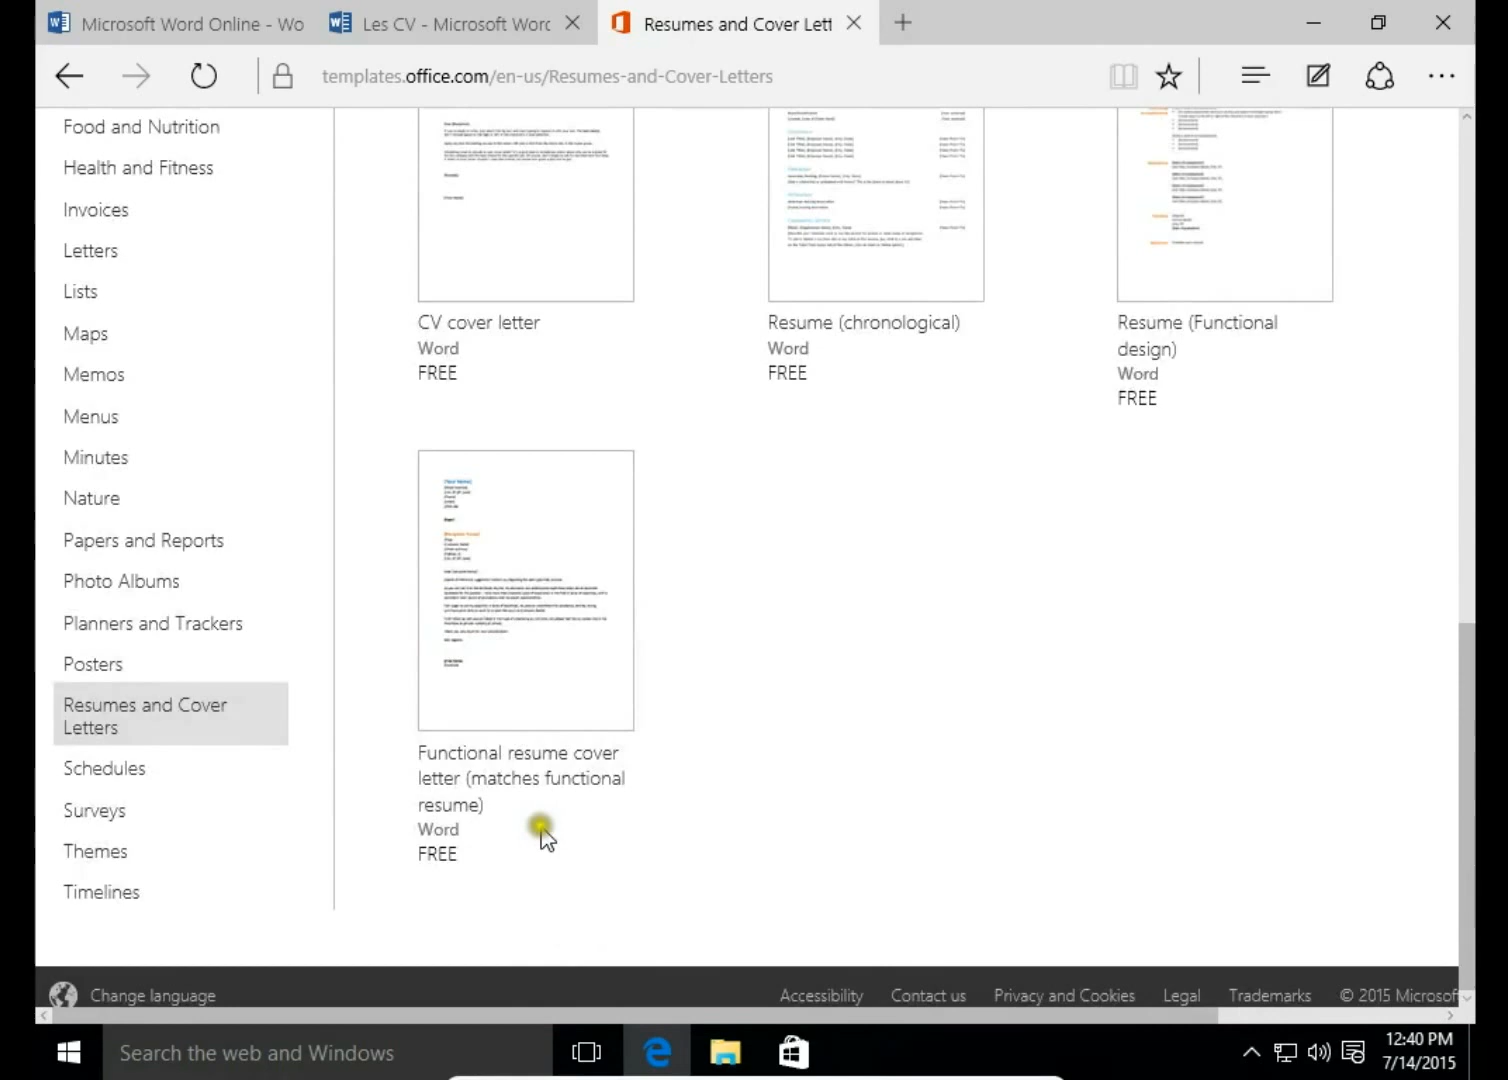 Microsoft Word Online - Wo
Les CV - Microsoft Word
Resumes and Cover Lett
templates.office.com/en-us/Resumes-and-Cover-Letters
Food and Nutrition
Health and Fitness
Invoices
Letters
Lists
Maps
Memos
Menus
Minutes
Nature
Papers and Reports
Photo Albums
Planners and Trackers
Posters
Resumes and Cover
Letters
Schedules
Surveys
Themes
Timelines
CV cover letter
Word
FREE
Resume (chronological)
Word
FREE
Resume (Functional
design)
Word
FREE
Functional resume cover
letter (matches functional
resume)
Word
FREE
Change language
Accessibility
Contact us
Privacy and Cookies
Legal
Trademarks
© 2015 Microsof
Search the web and Windows
12:40 PM
7/14/2015